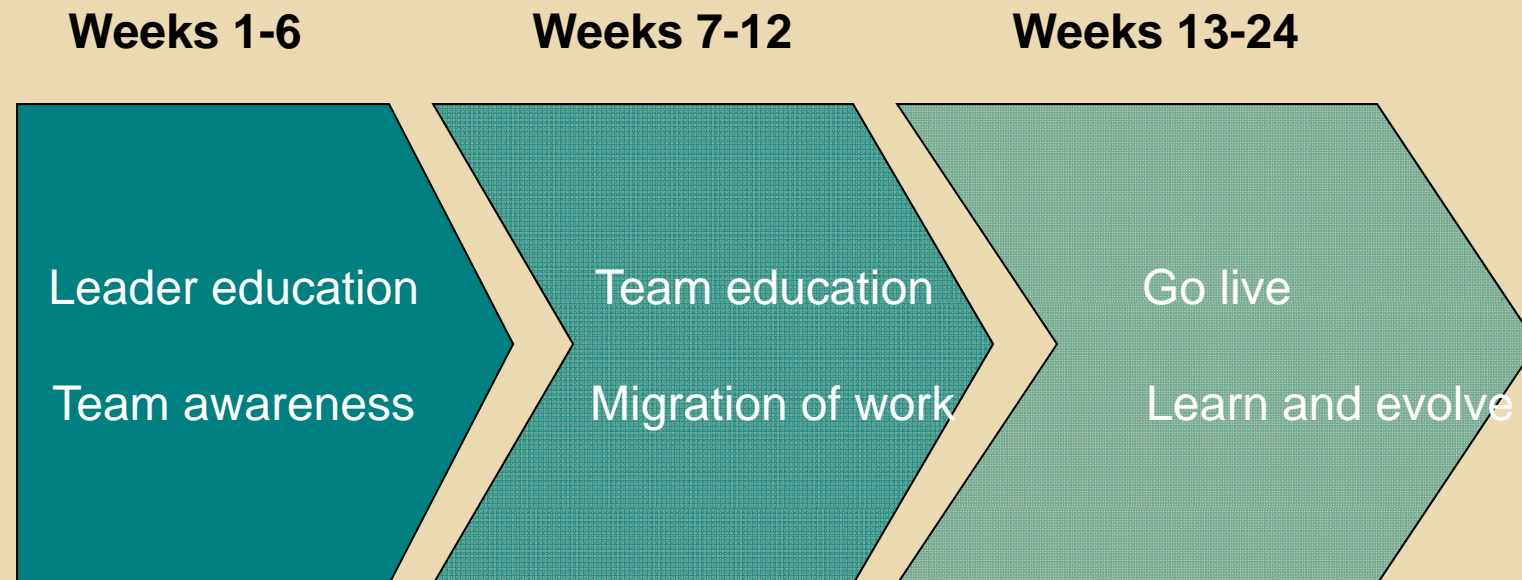 Weeks 1-6
Weeks 7-12
Weeks 13-24
Leader education
Team awareness
Team education
Migration of work
Go live
Learn and evolve